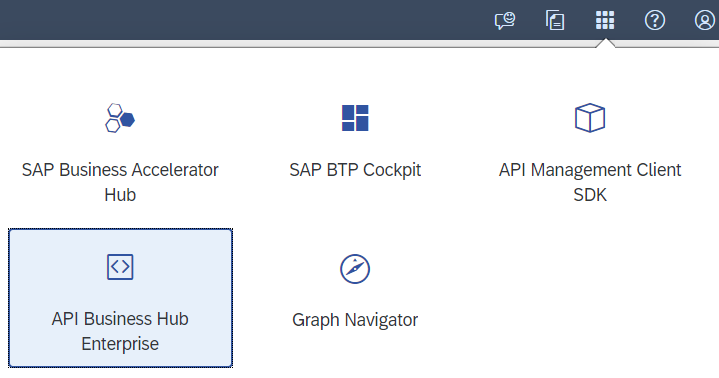 SAP Business Accelerator
Hub
SAP BTP Cockpit
API Management Client
SDK
API Business Hub
Enterprise
Graph Navigator